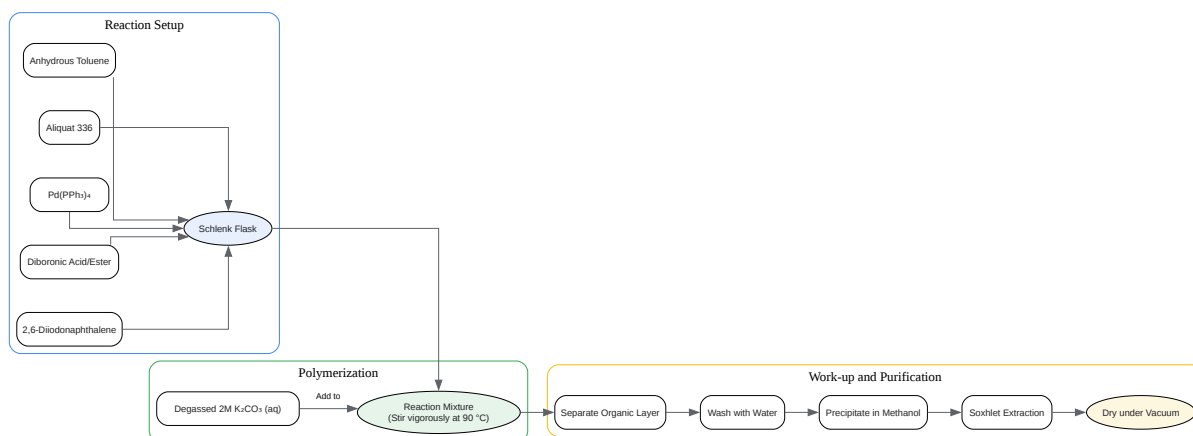 Reaction Setup
Anhydrous Toluene
Aliquat 336
Pd(PPh₃)₄
Schlenk Flask
Diboronic Acid/Ester
2,6-Diiodonaphthalene
Polymerization
Degassed 2M K₂CO₃ (aq)
Add to
Reaction Mixture
(Stir vigorously at 90 °C)
Work-up and Purification
Separate Organic Layer
Wash with Water
Precipitate in Methanol
Soxhlet Extraction
Dry under Vacuum